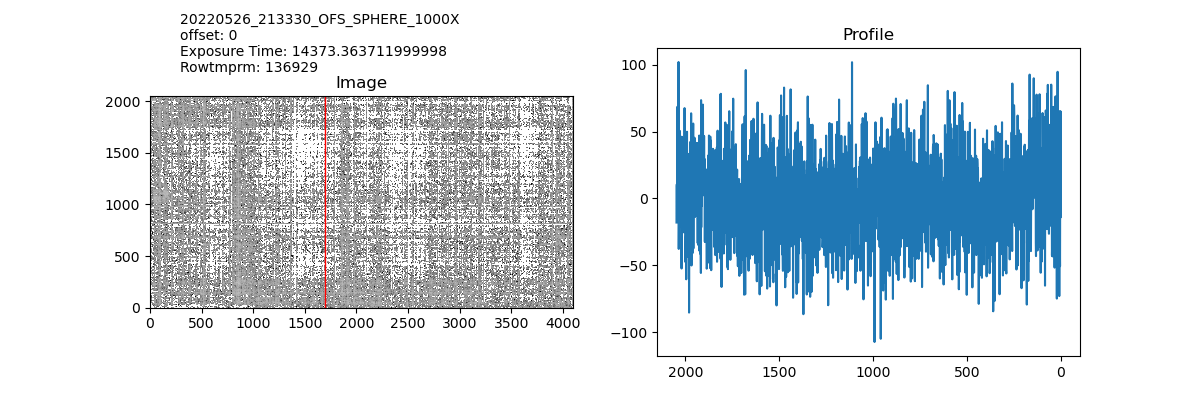 20220526_213330_OFS_SPHERE_1000X
offset: 0
Exposure Time: 14373.363711999998
Rowtmprm: 136929
Image
2000
1500
1000
500
0
0 500 1000 1500 2000 2500 3000 3500 4000
Profile
100
50
0
−50
−100
2000 1500 1000 500 0